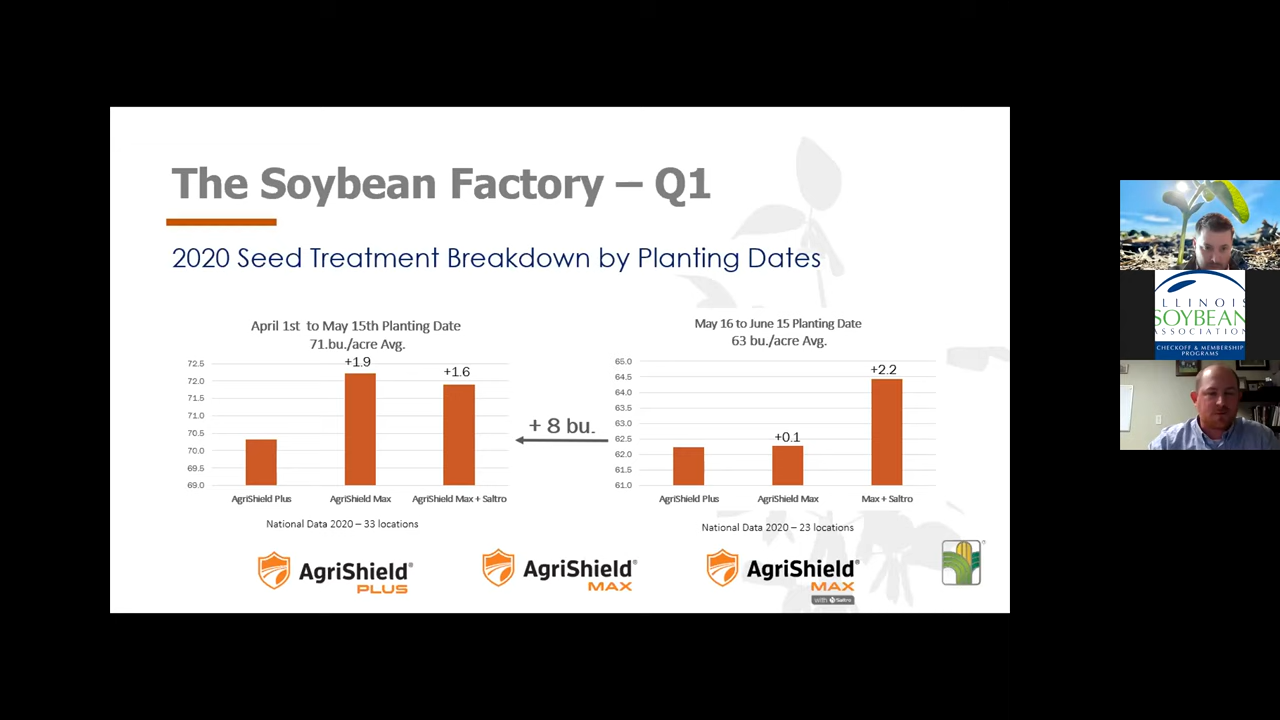 The Soybean Factory – Q1
2020 Seed Treatment Breakdown by Planting Dates
April 1st to May 15th Planting Date
71.bu./acre Avg.
72.5
72.0
71.5
71.0
70.5
70.0
69.5
69.0
+1.9
+1.6
AgriShield Plus
AgriShield Max
AgriShield Max + Saltro
National Data 2020 – 33 locations
+ 8 bu.
May 16 to June 15 Planting Date
63 bu./acre Avg.
65.0
64.5
64.0
63.5
63.0
62.5
62.0
61.5
61.0
+0.1
+2.2
AgriShield Plus
AgriShield Max
Max + Saltro
National Data 2020 – 23 locations
AgriShield®
PLUS
AgriShield®
MAX
AgriShield®
MAX
with Saltro
ILLINOIS
SOYBEAN
ASSOCIATION
CHECKOFF & MEMBERSHIP
PROGRAMS